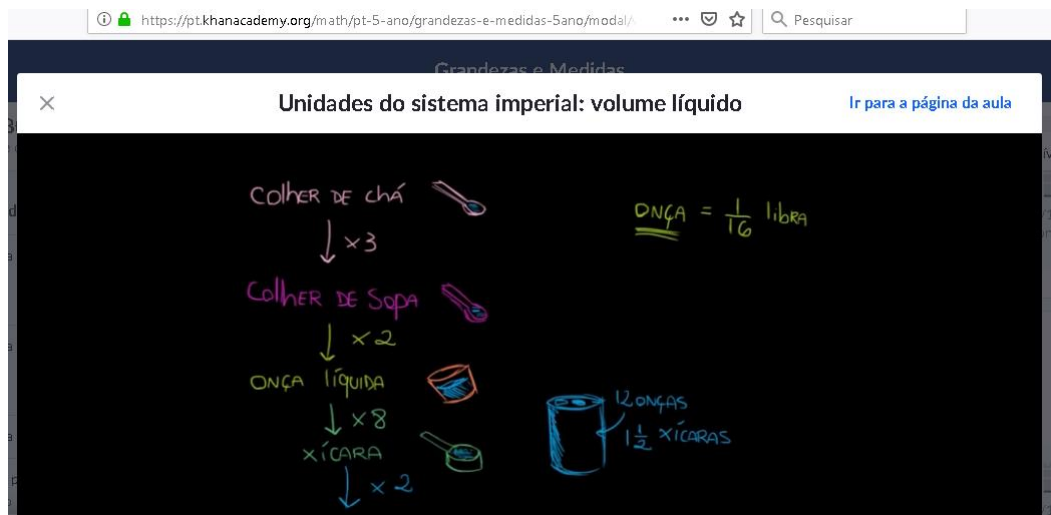 https://pt.khanacademy.org/math/pt-5-ano/grandezas-e-medidas-5ano/modal/
Pesquisar
Grandezas e Medidas
Unidades do sistema imperial: volume líquido
Ir para a página da aula
COLHER DE CHÁ
×3
COLHER DE SOPA
×2
ONÇA LÍQUIDA
×8
XÍCARA
×2
ONÇA = 1/16 LIBRA
12 ONÇAS
1 1/2 XÍCARAS